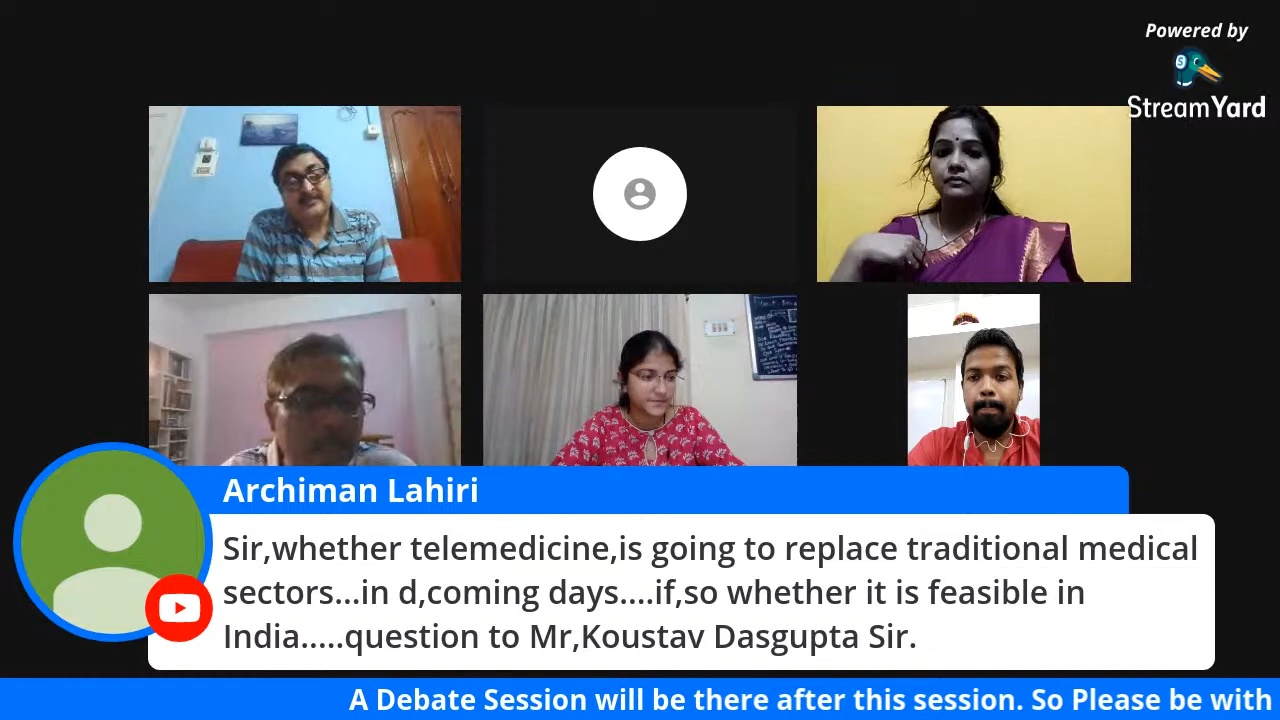 Powered by
StreamYard
Archiman Lahiri
Sir,whether telemedicine,is going to replace traditional medical
sectors...in d,coming days....if,so whether it is feasible in
India.....question to Mr,Koustav Dasgupta Sir.
A Debate Session will be there after this session. So Please be with